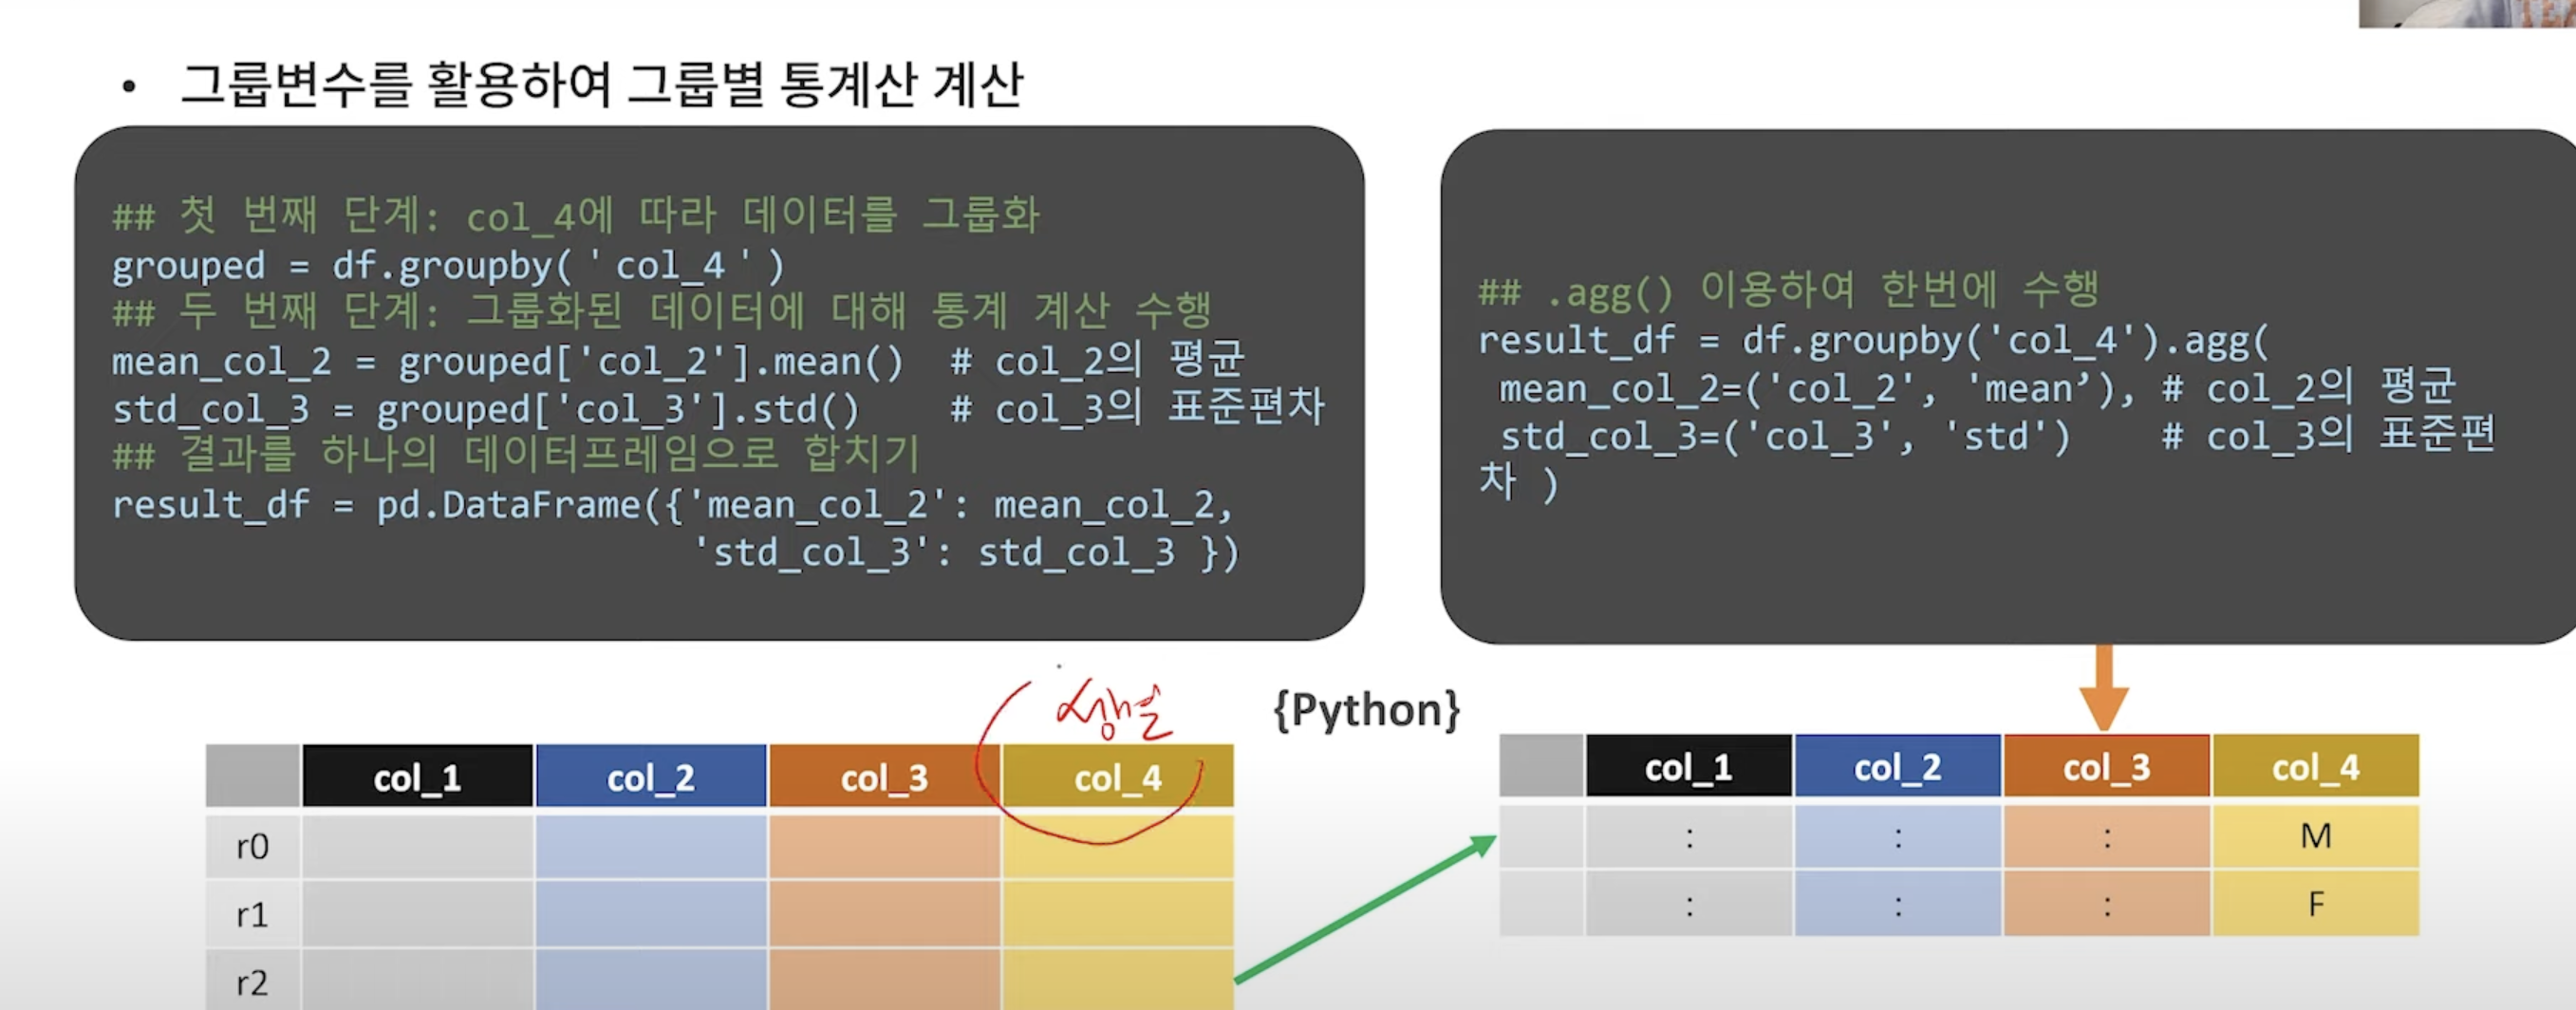 • 그룹변수를 활용하여 그룹별 통계산 계산
## 첫 번째 단계: col_4에 따라 데이터를 그룹화
grouped = df.groupby('col_4')
## 두 번째 단계: 그룹화된 데이터에 대해 통계 계산 수행
mean_col_2 = grouped['col_2'].mean()  # col_2의 평균
std_col_3 = grouped['col_3'].std()    # col_3의 표준편차
## 결과를 하나의 데이터프레임으로 합치기
result_df = pd.DataFrame({'mean_col_2': mean_col_2,
'std_col_3': std_col_3 })
## .agg() 이용하여 한번에 수행
result_df = df.groupby('col_4').agg(
mean_col_2=('col_2', 'mean’), # col_2의 평균
std_col_3=('col_3', 'std')    # col_3의 표준편
차 )
{Python}
성별
col_1 col_2 col_3 col_4
r0
r1
r2
col_1 col_2 col_3 col_4
: : : M
: : : F